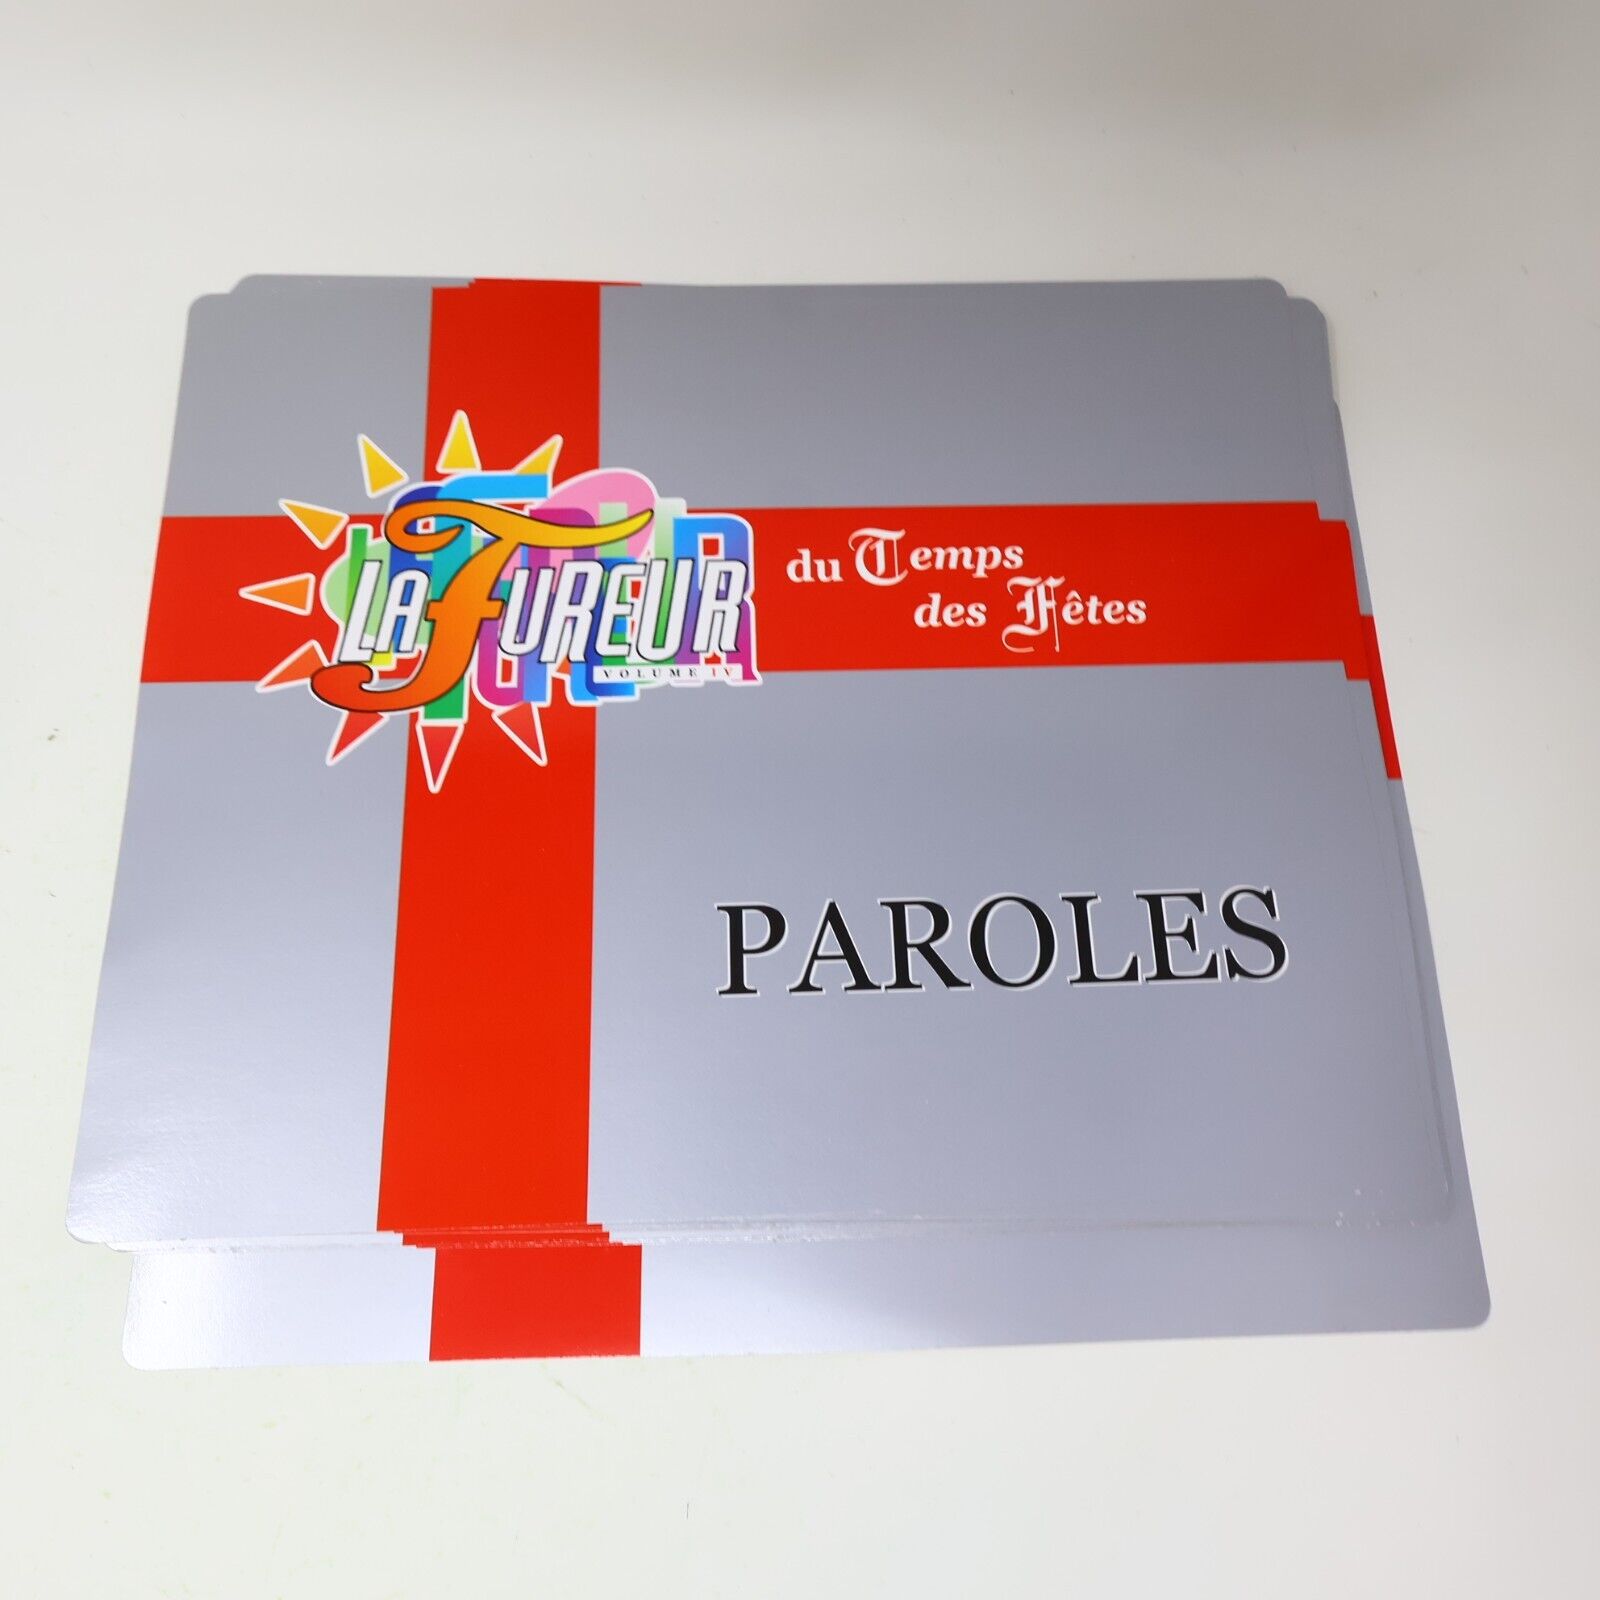 LA FUREUR
VOLUME IV
du Temps
des Fêtes
PAROLES